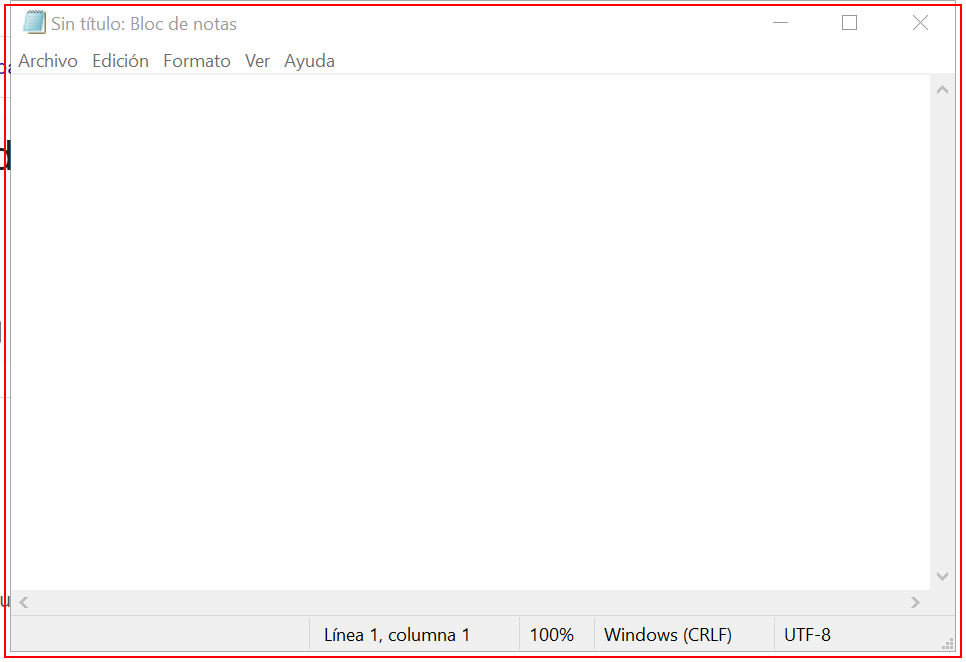 Sin título: Bloc de notas
Archivo Edición Formato Ver Ayuda
Línea 1, columna 1 100% Windows (CRLF) UTF-8